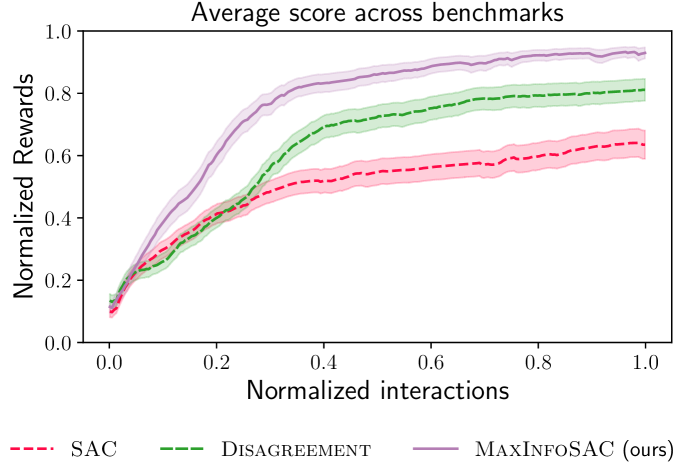 Average score across benchmarks
Normalized Rewards
1.0
0.8
0.6
0.4
0.2
0.0
0.0 0.2 0.4 0.6 0.8 1.0
Normalized interactions
SAC DISAGREEMENT MAXINFOSAC (ours)